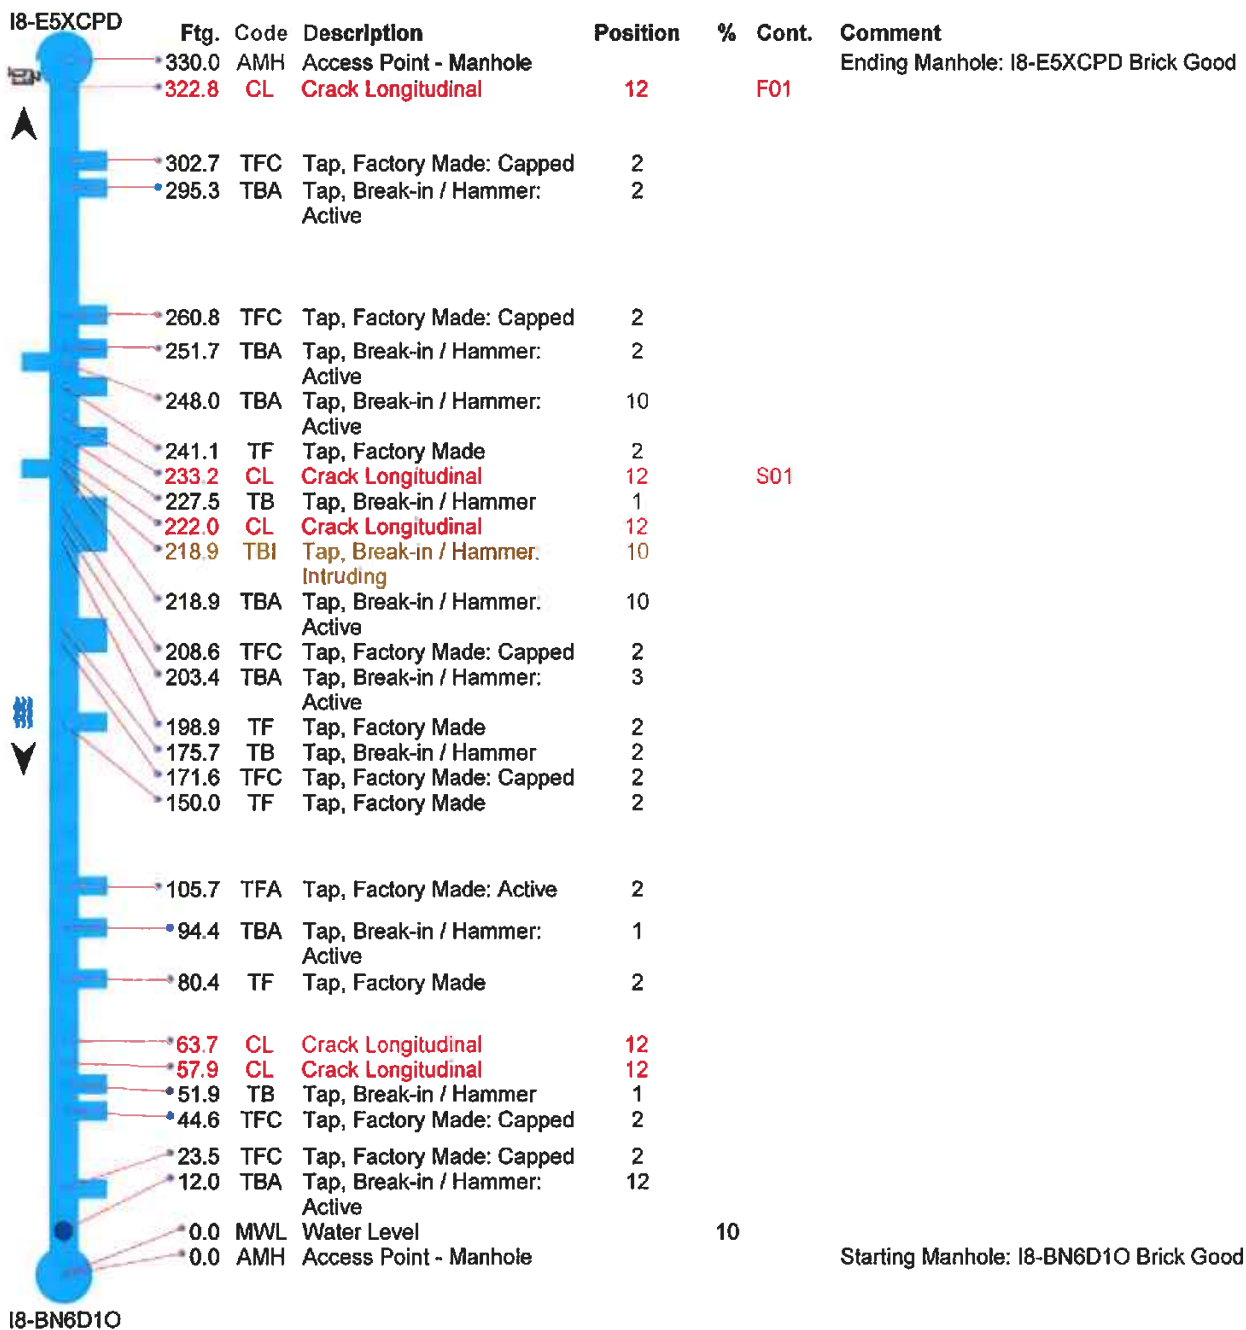 I8-E5XCPD
Ftg. Code Description Position % Cont. Comment
330.0 AMH Access Point - Manhole Ending Manhole: I8-E5XCPD Brick Good
322.8 CL Crack Longitudinal 12 F01
302.7 TFC Tap, Factory Made: Capped 2
295.3 TBA Tap, Break-in / Hammer: 2
Active
260.8 TFC Tap, Factory Made: Capped 2
251.7 TBA Tap, Break-in / Hammer: 2
Active
248.0 TBA Tap, Break-in / Hammer: 10
Active
241.1 TF Tap, Factory Made 2
233.2 CL Crack Longitudinal 12 S01
227.5 TB Tap, Break-in / Hammer 1
222.0 CL Crack Longitudinal 12
218.9 TBI Tap, Break-in / Hammer: 10
Intruding
218.9 TBA Tap, Break-in / Hammer: 10
Active
208.6 TFC Tap, Factory Made: Capped 2
203.4 TBA Tap, Break-in / Hammer: 3
Active
198.9 TF Tap, Factory Made 2
175.7 TB Tap, Break-in / Hammer 2
171.6 TFC Tap, Factory Made: Capped 2
150.0 TF Tap, Factory Made 2
105.7 TFA Tap, Factory Made: Active 2
94.4 TBA Tap, Break-in / Hammer: 1
Active
80.4 TF Tap, Factory Made 2
63.7 CL Crack Longitudinal 12
57.9 CL Crack Longitudinal 12
51.9 TB Tap, Break-in / Hammer 1
44.6 TFC Tap, Factory Made: Capped 2
23.5 TFC Tap, Factory Made: Capped 2
12.0 TBA Tap, Break-in / Hammer: 12
Active
0.0 MWL Water Level 10
0.0 AMH Access Point - Manhole Starting Manhole: I8-BN6D1O Brick Good
I8-BN6D1O